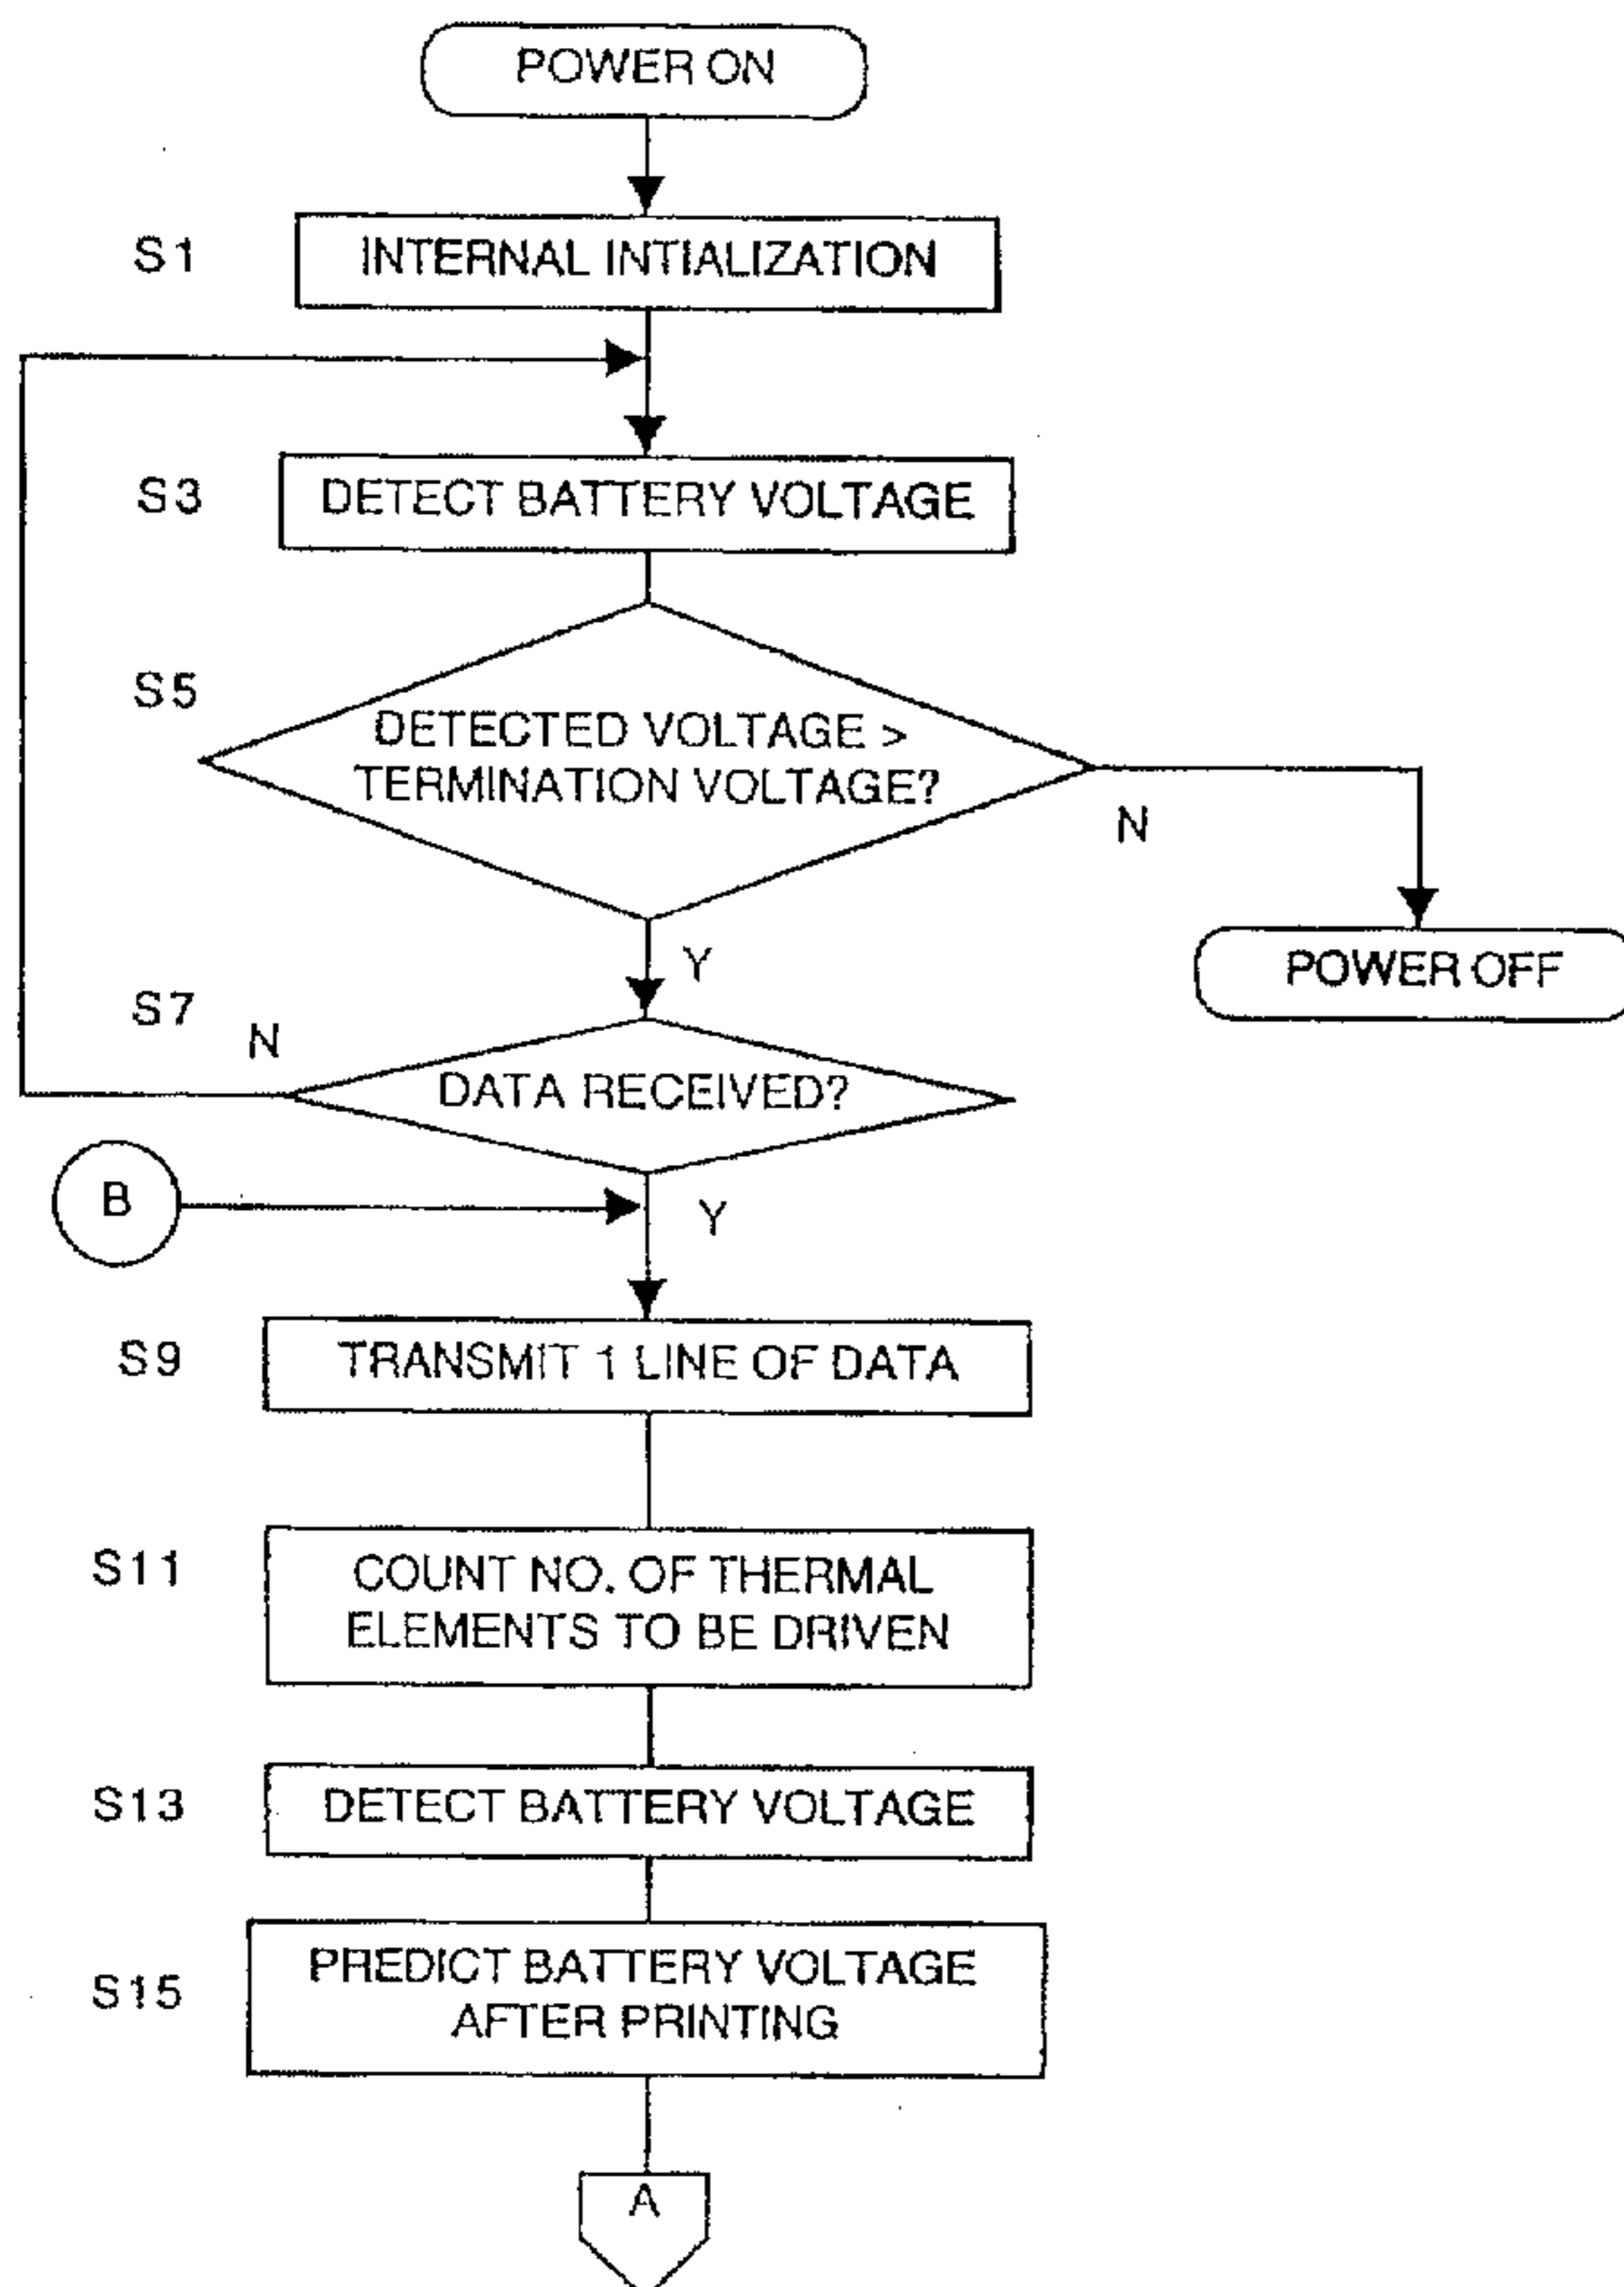 POWER ON
S1
INTERNAL INTIALIZATION
S3
DETECT BATTERY VOLTAGE
S5
DETECTED VOLTAGE >
TERMINATION VOLTAGE?
N
Y
POWER OFF
S7
N
DATA RECEIVED?
B
Y
S9
TRANSMIT 1 LINE OF DATA
S11
COUNT NO. OF THERMAL
ELEMENTS TO BE DRIVEN
S13
DETECT BATTERY VOLTAGE
S15
PREDICT BATTERY VOLTAGE
AFTER PRINTING
A